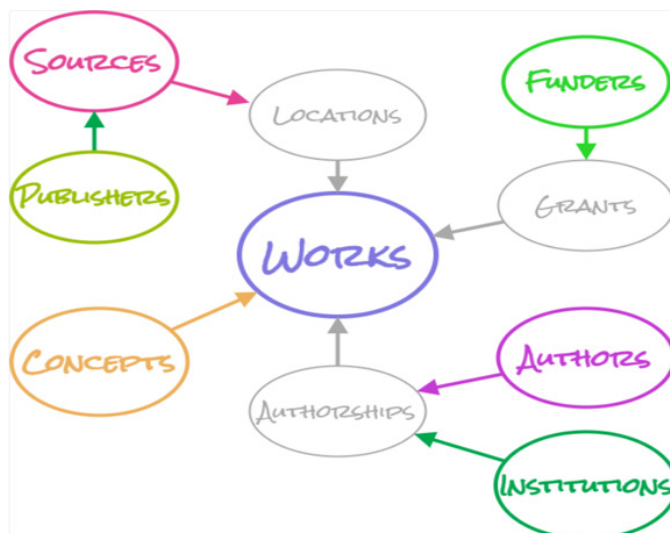 SOURCES
FUNDERS
LOCATIONS
PUBLISHERS
GRANTS
WORKS
CONCEPTS
AUTHORS
AUTHORSHIPS
INSTITUTIONS